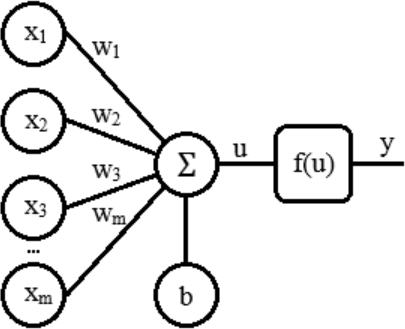 x₁
w₁
x₂
w₂
w₃
x₃
wₘ
...
xₘ
Σ
u
f(u)
y
b